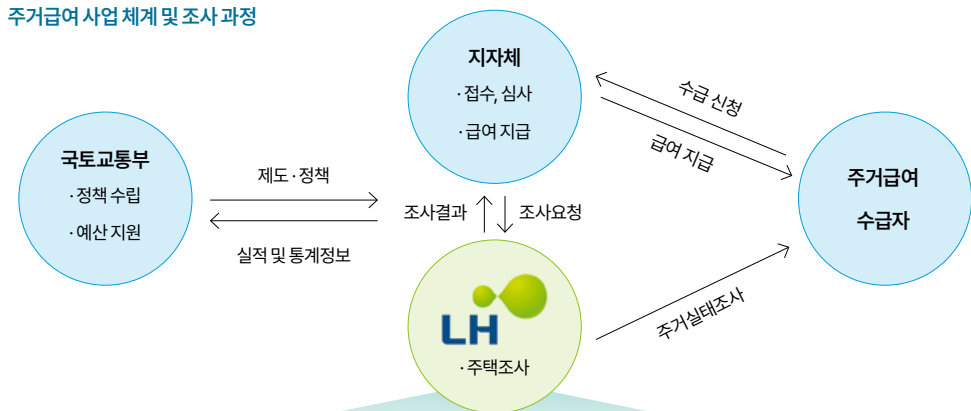 주거급여 사업 체계 및 조사 과정
지자체
· 접수, 심사
· 급여 지급
수급 신청
급여 지급
국토교통부
· 정책 수립
· 예산 지원
제도 · 정책
실적 및 통계정보
조사결과
조사요청
주거급여
수급자
LH
· 주택조사
주거실태조사